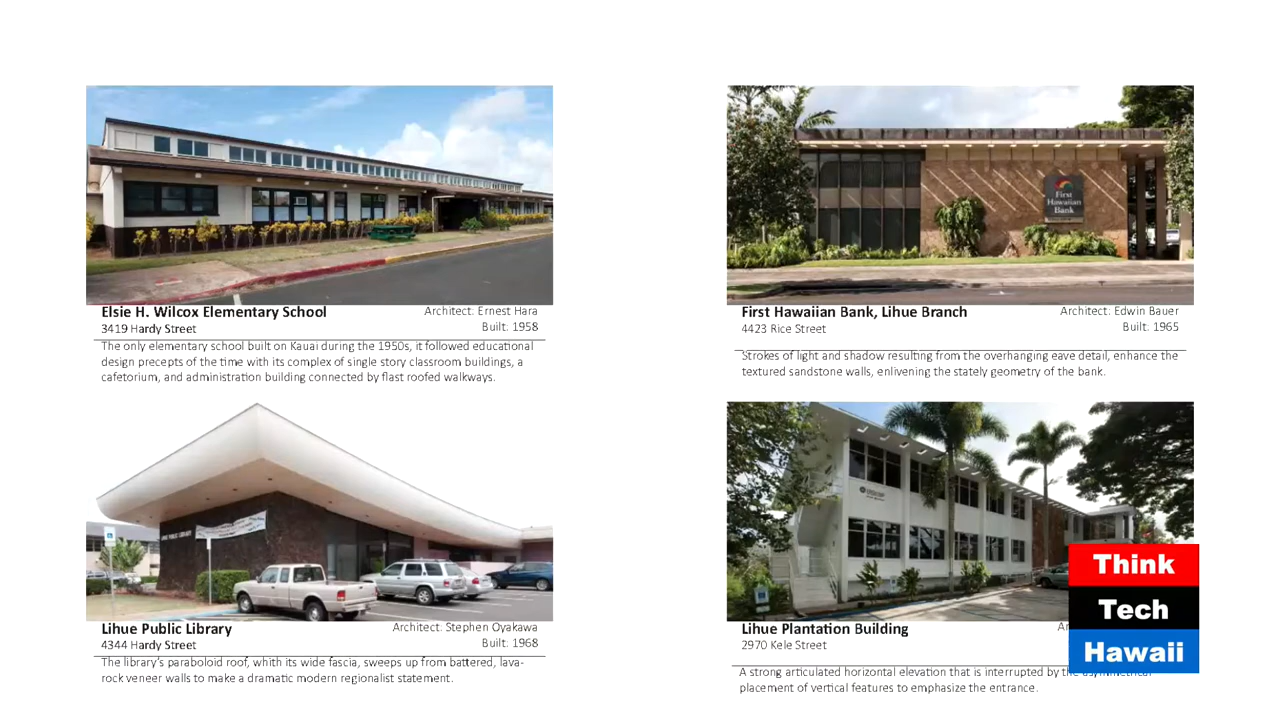 First
Hawaiian
Bank
Elsie H. Wilcox Elementary School
Architect: Ernest Hara
3419 Hardy Street
Built: 1958
The only elementary school built on Kauai during the 1950s, it followed educational
design precepts of the time with its complex of single story classroom buildings, a
cafetorium, and administration building connected by flast roofed walkways.
First Hawaiian Bank, Lihue Branch
Architect: Edwin Bauer
4423 Rice Street
Built: 1965
Strokes of light and shadow resulting from the overhanging eave detail, enhance the
textured sandstone walls, enlivening the stately geometry of the bank.
LIHUE PUBLIC LIBRARY
Lihue Public Library
Architect: Stephen Oyakawa
4344 Hardy Street
Built: 1968
The library's paraboloid roof, whith its wide fascia, sweeps up from battered, lava-
rock veneer walls to make a dramatic modern regionalist statement.
Lihue Plantation Building
2970 Kele Street
A strong articulated horizontal elevation that is interrupted by
placement of vertical features to emphasize the entrance.
Think
Tech
Hawaii